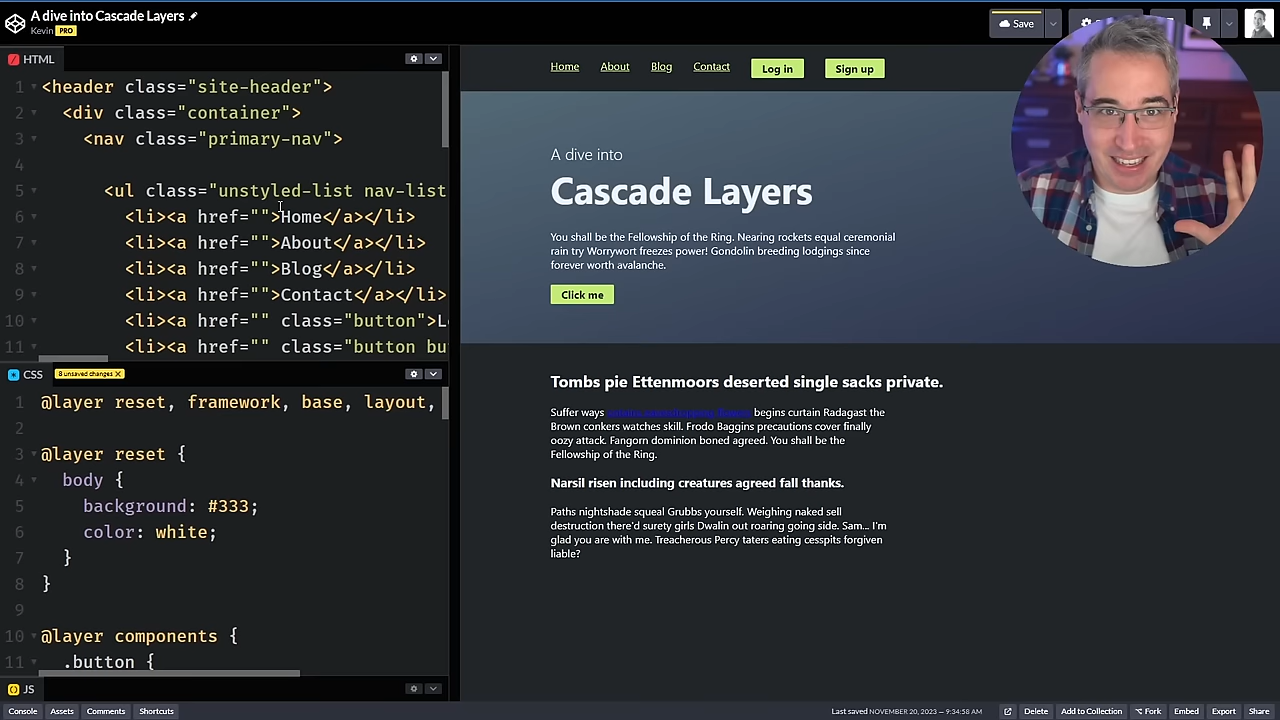 A dive into Cascade Layers
Kevin PRO
Save
HTML
1 <header class="site-header">
2 <div class="container">
3 <nav class="primary-nav">
4
5 <ul class="unstyled-list nav-list
6 <li><a href="">Home</a></li>
7 <li><a href="">About</a></li>
8 <li><a href="">Blog</a></li>
9 <li><a href="">Contact</a></li>
10 <li><a href="" class="button">L
11 <li><a href="" class="button bu
CSS 8 unsaved changes X
1 @layer reset, framework, base, layout,
2
3 @layer reset {
4 body {
5 background: #333;
6 color: white;
7 }
8 }
9
10 @layer components {
11 .button {
JS
Home About Blog Contact Log in Sign up
A dive into
Cascade Layers
You shall be the Fellowship of the Ring. Nearing rockets equal ceremonial
rain try Worrywort freezes power! Gondolin breeding lodgings since
forever worth avalanche.
Click me
Tombs pie Ettenmoors deserted single sacks private.
Suffer ways begins curtain Radagast the
Brown conkers watches skill. Frodo Baggins precautions cover finally
oozy attack. Fangorn dominion boned agreed. You shall be the
Fellowship of the Ring.
Narsil risen including creatures agreed fall thanks.
Paths nightshade squeal Grubbs yourself. Weighing naked sell
destruction there'd surety girls Dwalin out roaring going side. Sam... I'm
glad you are with me. Treacherous Percy taters eating cesspits forgiven
liable?
Console Assets Comments Shortcuts Last saved NOVEMBER 20, 2023 — 9:34:58 AM Delete Add to Collection Fork Embed Export Share